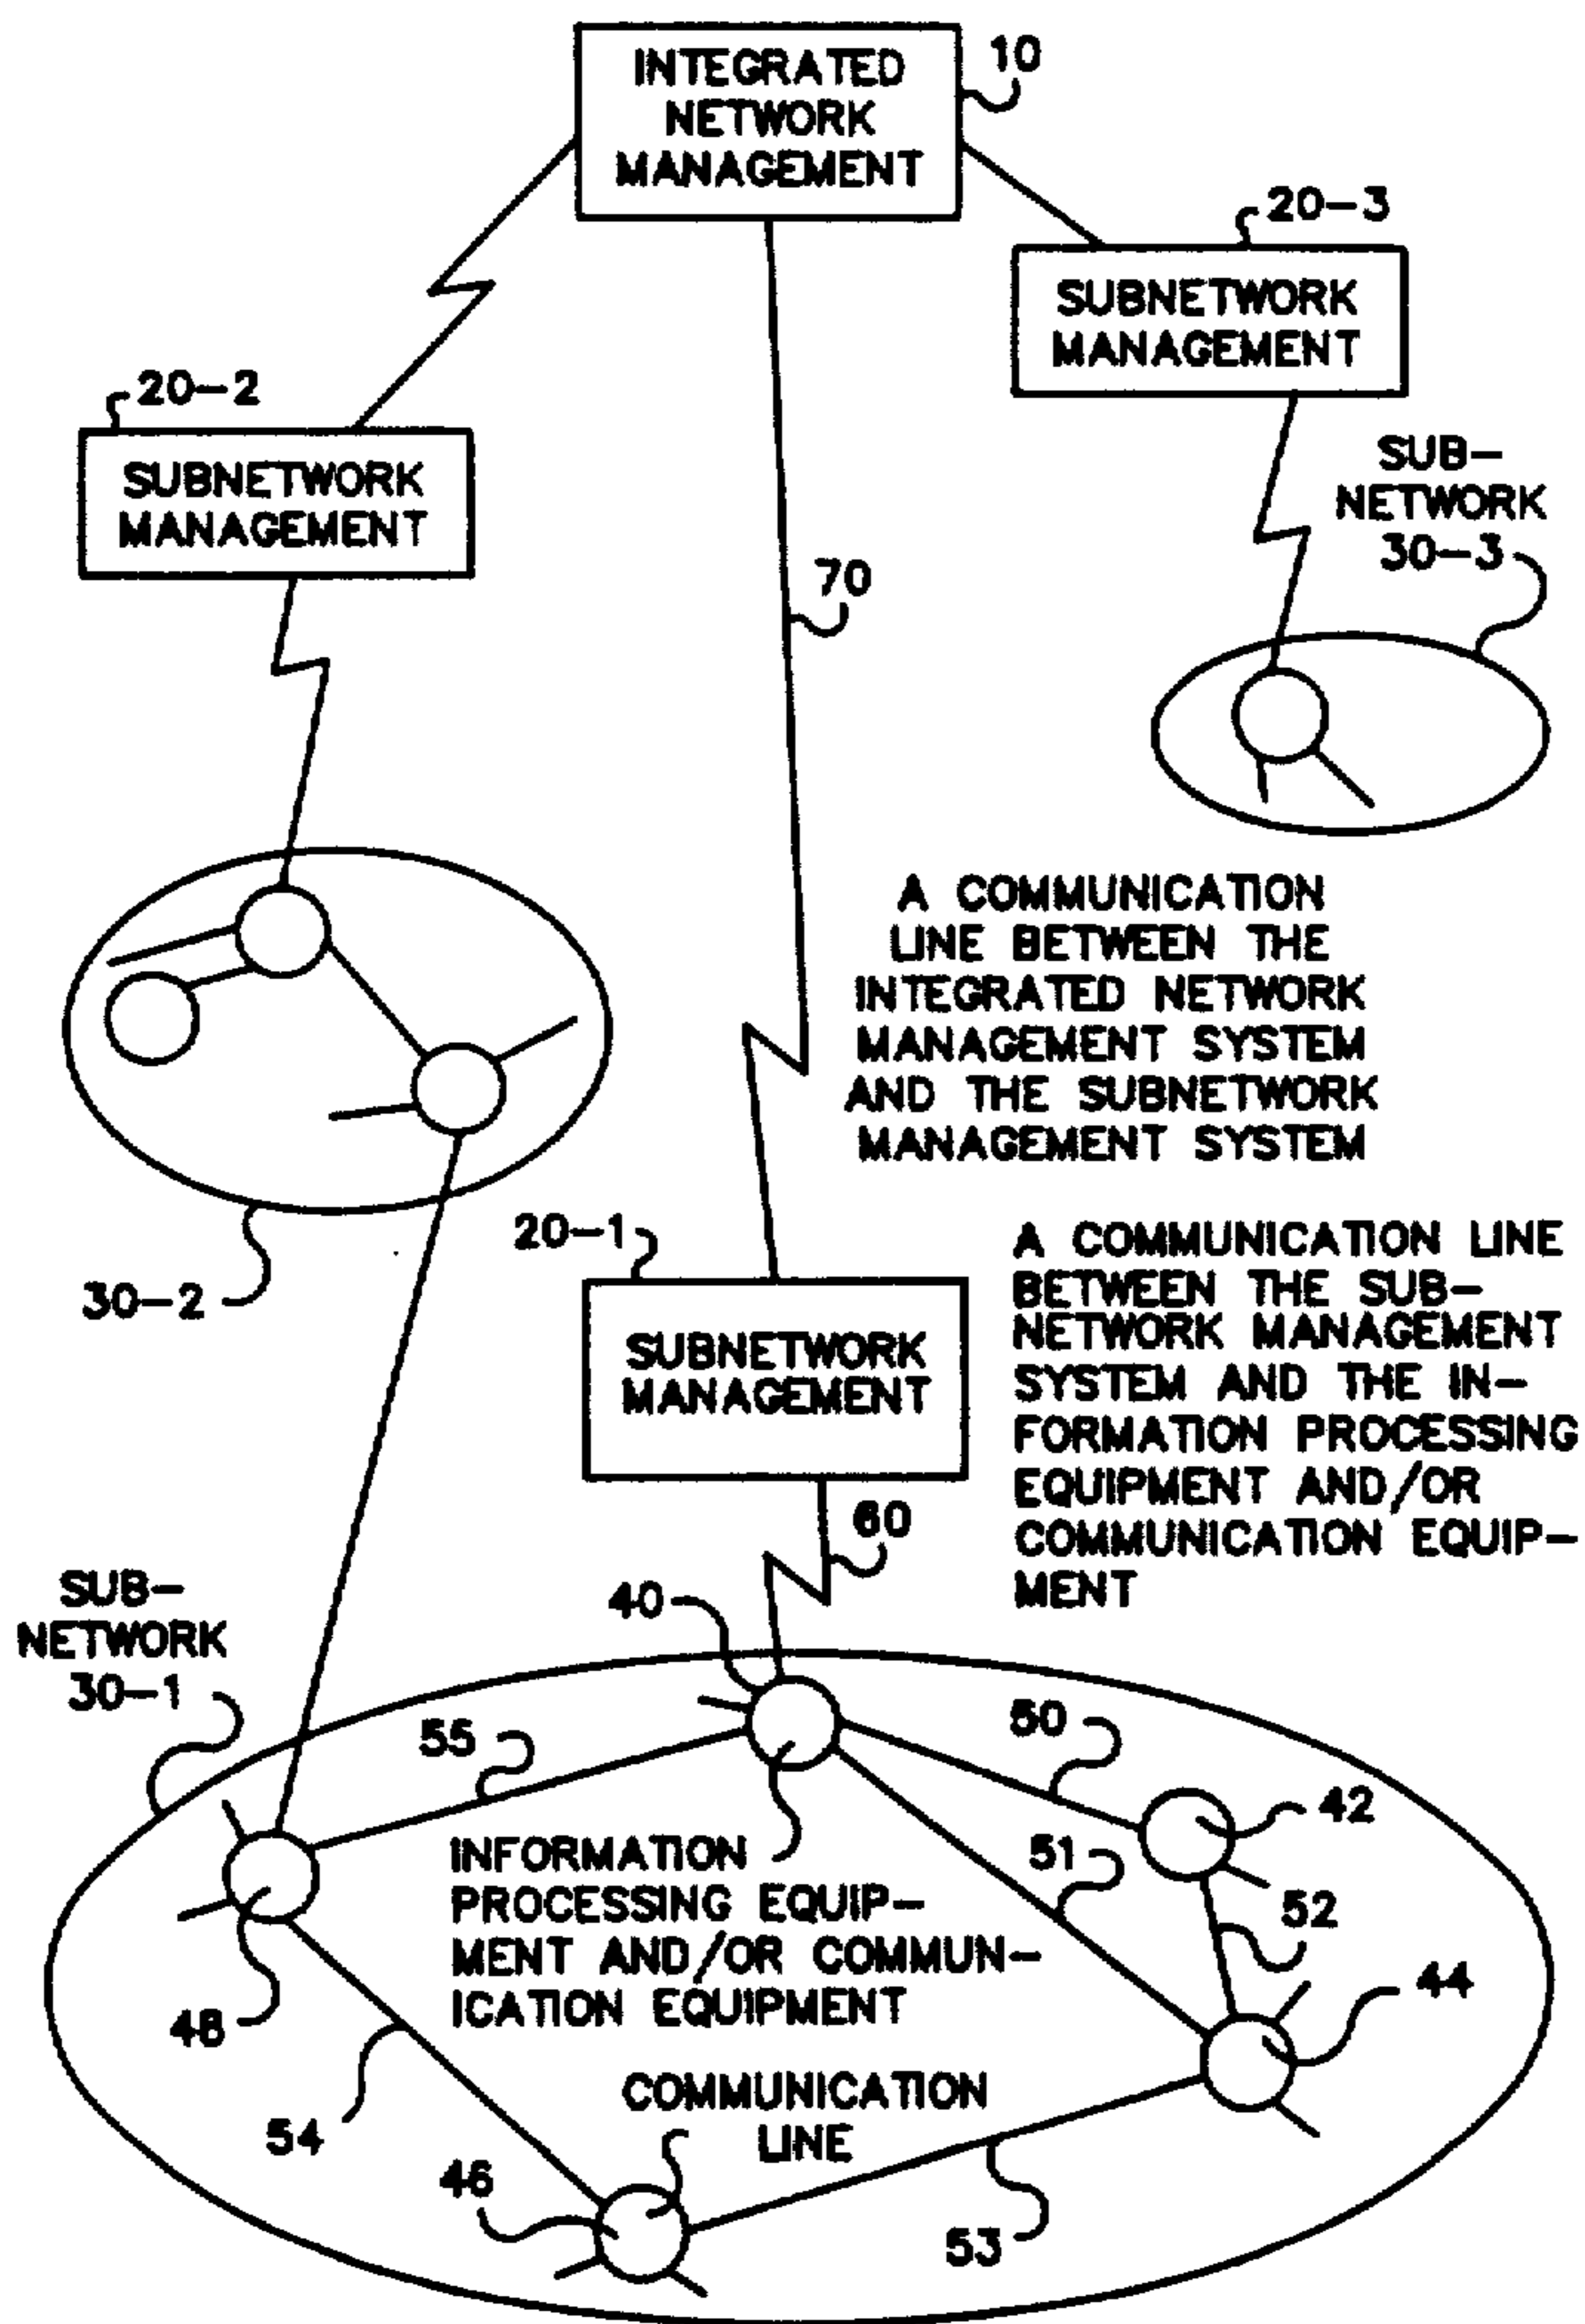 INTEGRATED
NETWORK
MANAGEMENT
10
20-3
SUBNETWORK
MANAGEMENT
20-2
SUBNETWORK
MANAGEMENT
SUB-
NETWORK
30-3
70
A COMMUNICATION
LINE BETWEEN THE
INTEGRATED NETWORK
MANAGEMENT SYSTEM
AND THE SUBNETWORK
MANAGEMENT SYSTEM
30-2
20-1
SUBNETWORK
MANAGEMENT
A COMMUNICATION LINE
BETWEEN THE SUB-
NETWORK MANAGEMENT
SYSTEM AND THE IN-
FORMATION PROCESSING
EQUIPMENT AND/OR
COMMUNICATION EQUIP-
MENT
60
40
SUB-
NETWORK
30-1
55
50
42
51
52
INFORMATION
PROCESSING EQUIP-
MENT AND/OR COMMUN-
ICATION EQUIPMENT
44
48
54
COMMUNICATION
LINE
46
53